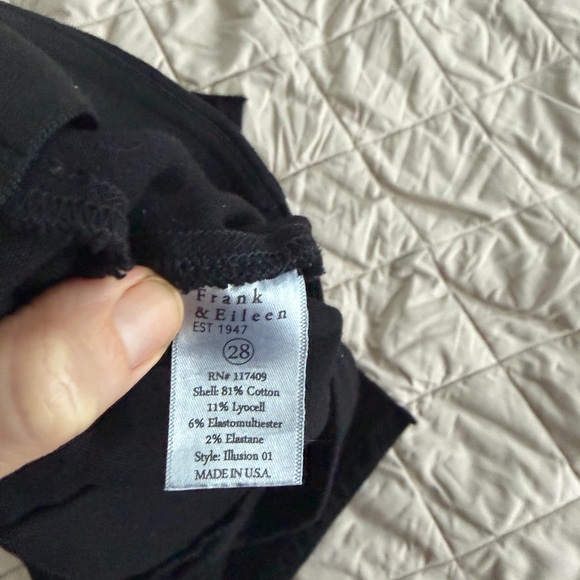 Frank
& Eileen
EST 1947
28
RN# 117409
Shell: 81% Cotton
11% Lyocell
6% Elastomultiester
2% Elastane
Style: Illusion 01
MADE IN U.S.A.